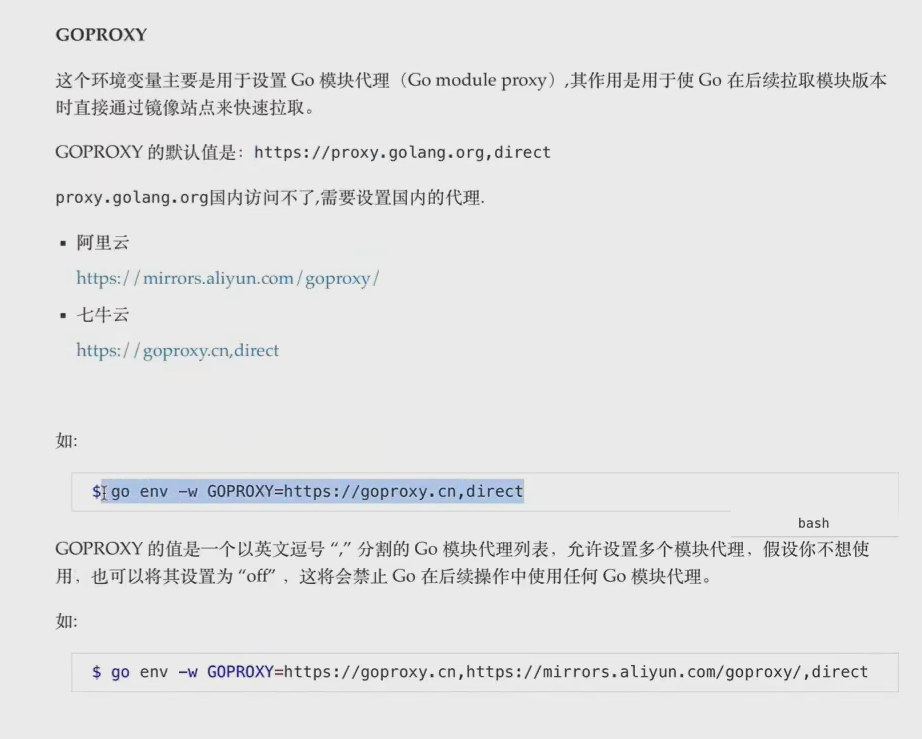 GOPROXY
这个环境变量主要是用于设置 Go 模块代理（Go module proxy）,其作用是用于使 Go 在后续拉取模块版本
时直接通过镜像站点来快速拉取。
GOPROXY 的默认值是：https://proxy.golang.org,direct
proxy.golang.org国内访问不了,需要设置国内的代理.
▪ 阿里云
https://mirrors.aliyun.com/goproxy/
▪ 七牛云
https://goproxy.cn,direct
如:
$ go env -w GOPROXY=https://goproxy.cn,direct
bash
GOPROXY 的值是一个以英文逗号 “,” 分割的 Go 模块代理列表，允许设置多个模块代理，假设你不想使
用，也可以将其设置为 “off” ，这将会禁止 Go 在后续操作中使用任何 Go 模块代理。
如:
$ go env -w GOPROXY=https://goproxy.cn,https://mirrors.aliyun.com/goproxy/,direct